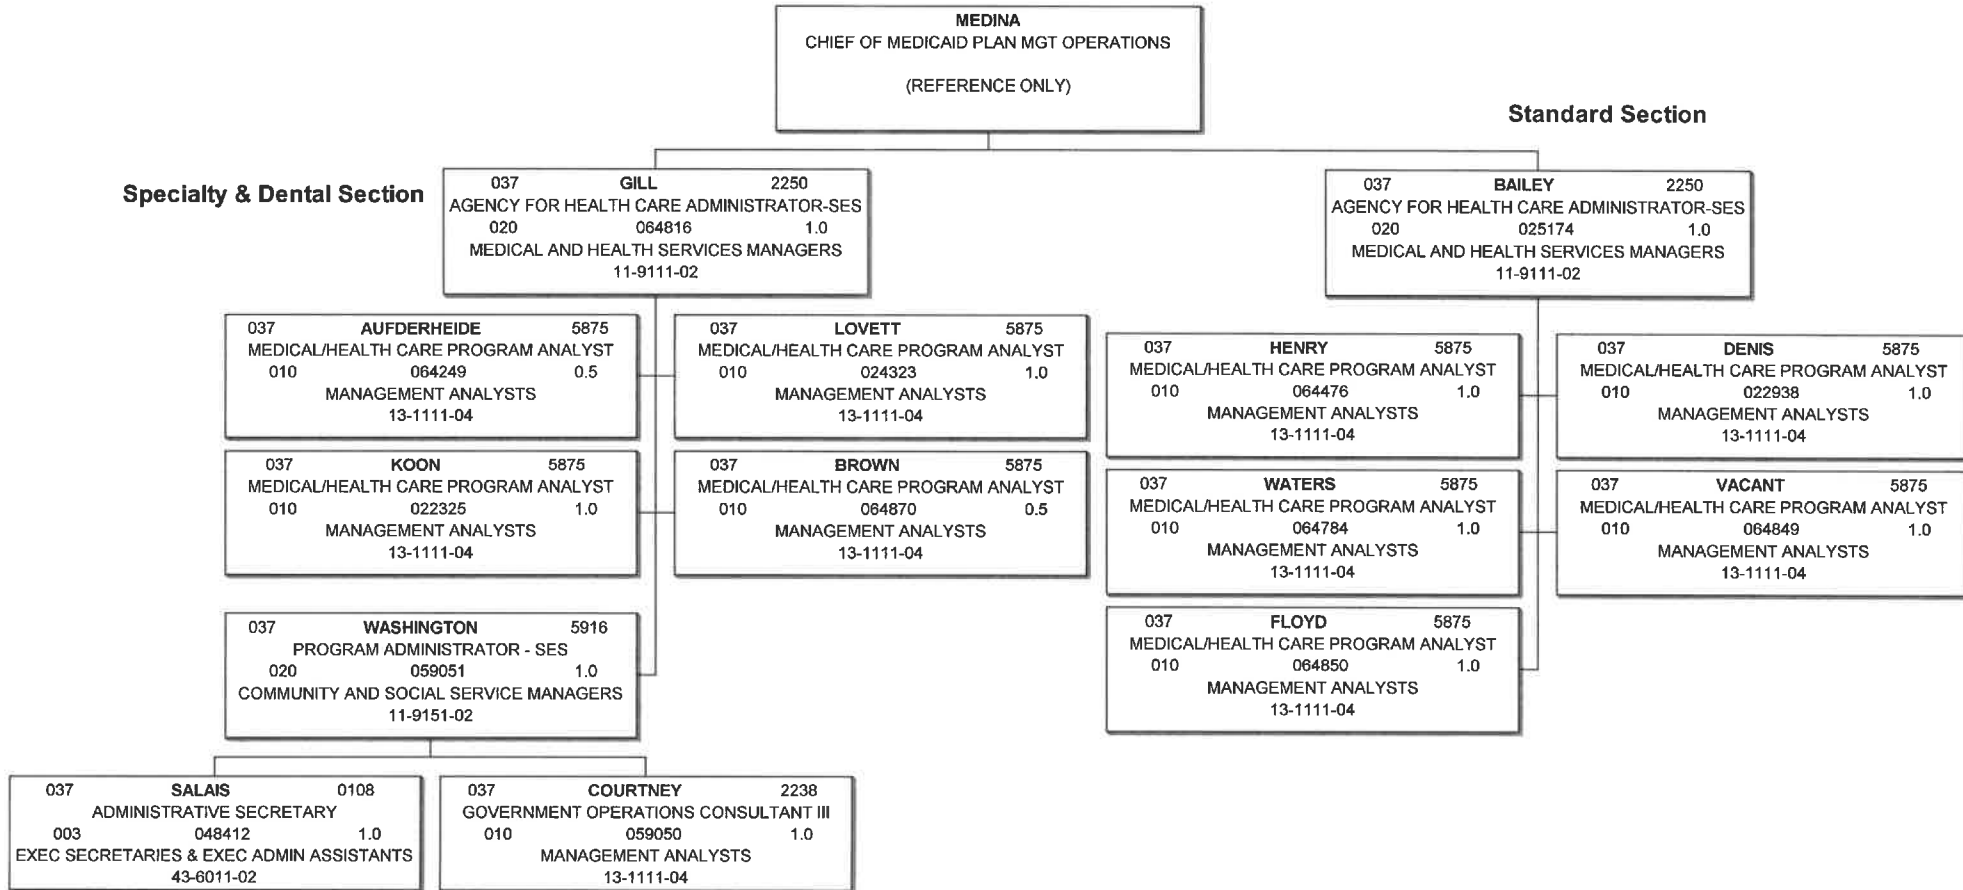 MEDINA
CHIEF OF MEDICAID PLAN MGT OPERATIONS
(REFERENCE ONLY)
Standard Section
Specialty & Dental Section
037 GILL 2250
AGENCY FOR HEALTH CARE ADMINISTRATOR-SES
020 064816 1.0
MEDICAL AND HEALTH SERVICES MANAGERS
11-9111-02
037 BAILEY 2250
AGENCY FOR HEALTH CARE ADMINISTRATOR-SES
020 025174 1.0
MEDICAL AND HEALTH SERVICES MANAGERS
11-9111-02
037 AUFDERHEIDE 5875
MEDICAL/HEALTH CARE PROGRAM ANALYST
010 064249 0.5
MANAGEMENT ANALYSTS
13-1111-04
037 LOVETT 5875
MEDICAL/HEALTH CARE PROGRAM ANALYST
010 024323 1.0
MANAGEMENT ANALYSTS
13-1111-04
037 HENRY 5875
MEDICAL/HEALTH CARE PROGRAM ANALYST
010 064476 1.0
MANAGEMENT ANALYSTS
13-1111-04
037 DENIS 5875
MEDICAL/HEALTH CARE PROGRAM ANALYST
010 022938 1.0
MANAGEMENT ANALYSTS
13-1111-04
037 KOON 5875
MEDICAL/HEALTH CARE PROGRAM ANALYST
010 022325 1.0
MANAGEMENT ANALYSTS
13-1111-04
037 BROWN 5875
MEDICAL/HEALTH CARE PROGRAM ANALYST
010 064870 0.5
MANAGEMENT ANALYSTS
13-1111-04
037 WATERS 5875
MEDICAL/HEALTH CARE PROGRAM ANALYST
010 064784 1.0
MANAGEMENT ANALYSTS
13-1111-04
037 VACANT 5875
MEDICAL/HEALTH CARE PROGRAM ANALYST
010 064849 1.0
MANAGEMENT ANALYSTS
13-1111-04
037 WASHINGTON 5916
PROGRAM ADMINISTRATOR - SES
020 059051 1.0
COMMUNITY AND SOCIAL SERVICE MANAGERS
11-9151-02
037 FLOYD 5875
MEDICAL/HEALTH CARE PROGRAM ANALYST
010 064850 1.0
MANAGEMENT ANALYSTS
13-1111-04
037 SALAIS 0108
ADMINISTRATIVE SECRETARY
003 048412 1.0
EXEC SECRETARIES & EXEC ADMIN ASSISTANTS
43-6011-02
037 COURTNEY 2238
GOVERNMENT OPERATIONS CONSULTANT III
010 059050 1.0
MANAGEMENT ANALYSTS
13-1111-04